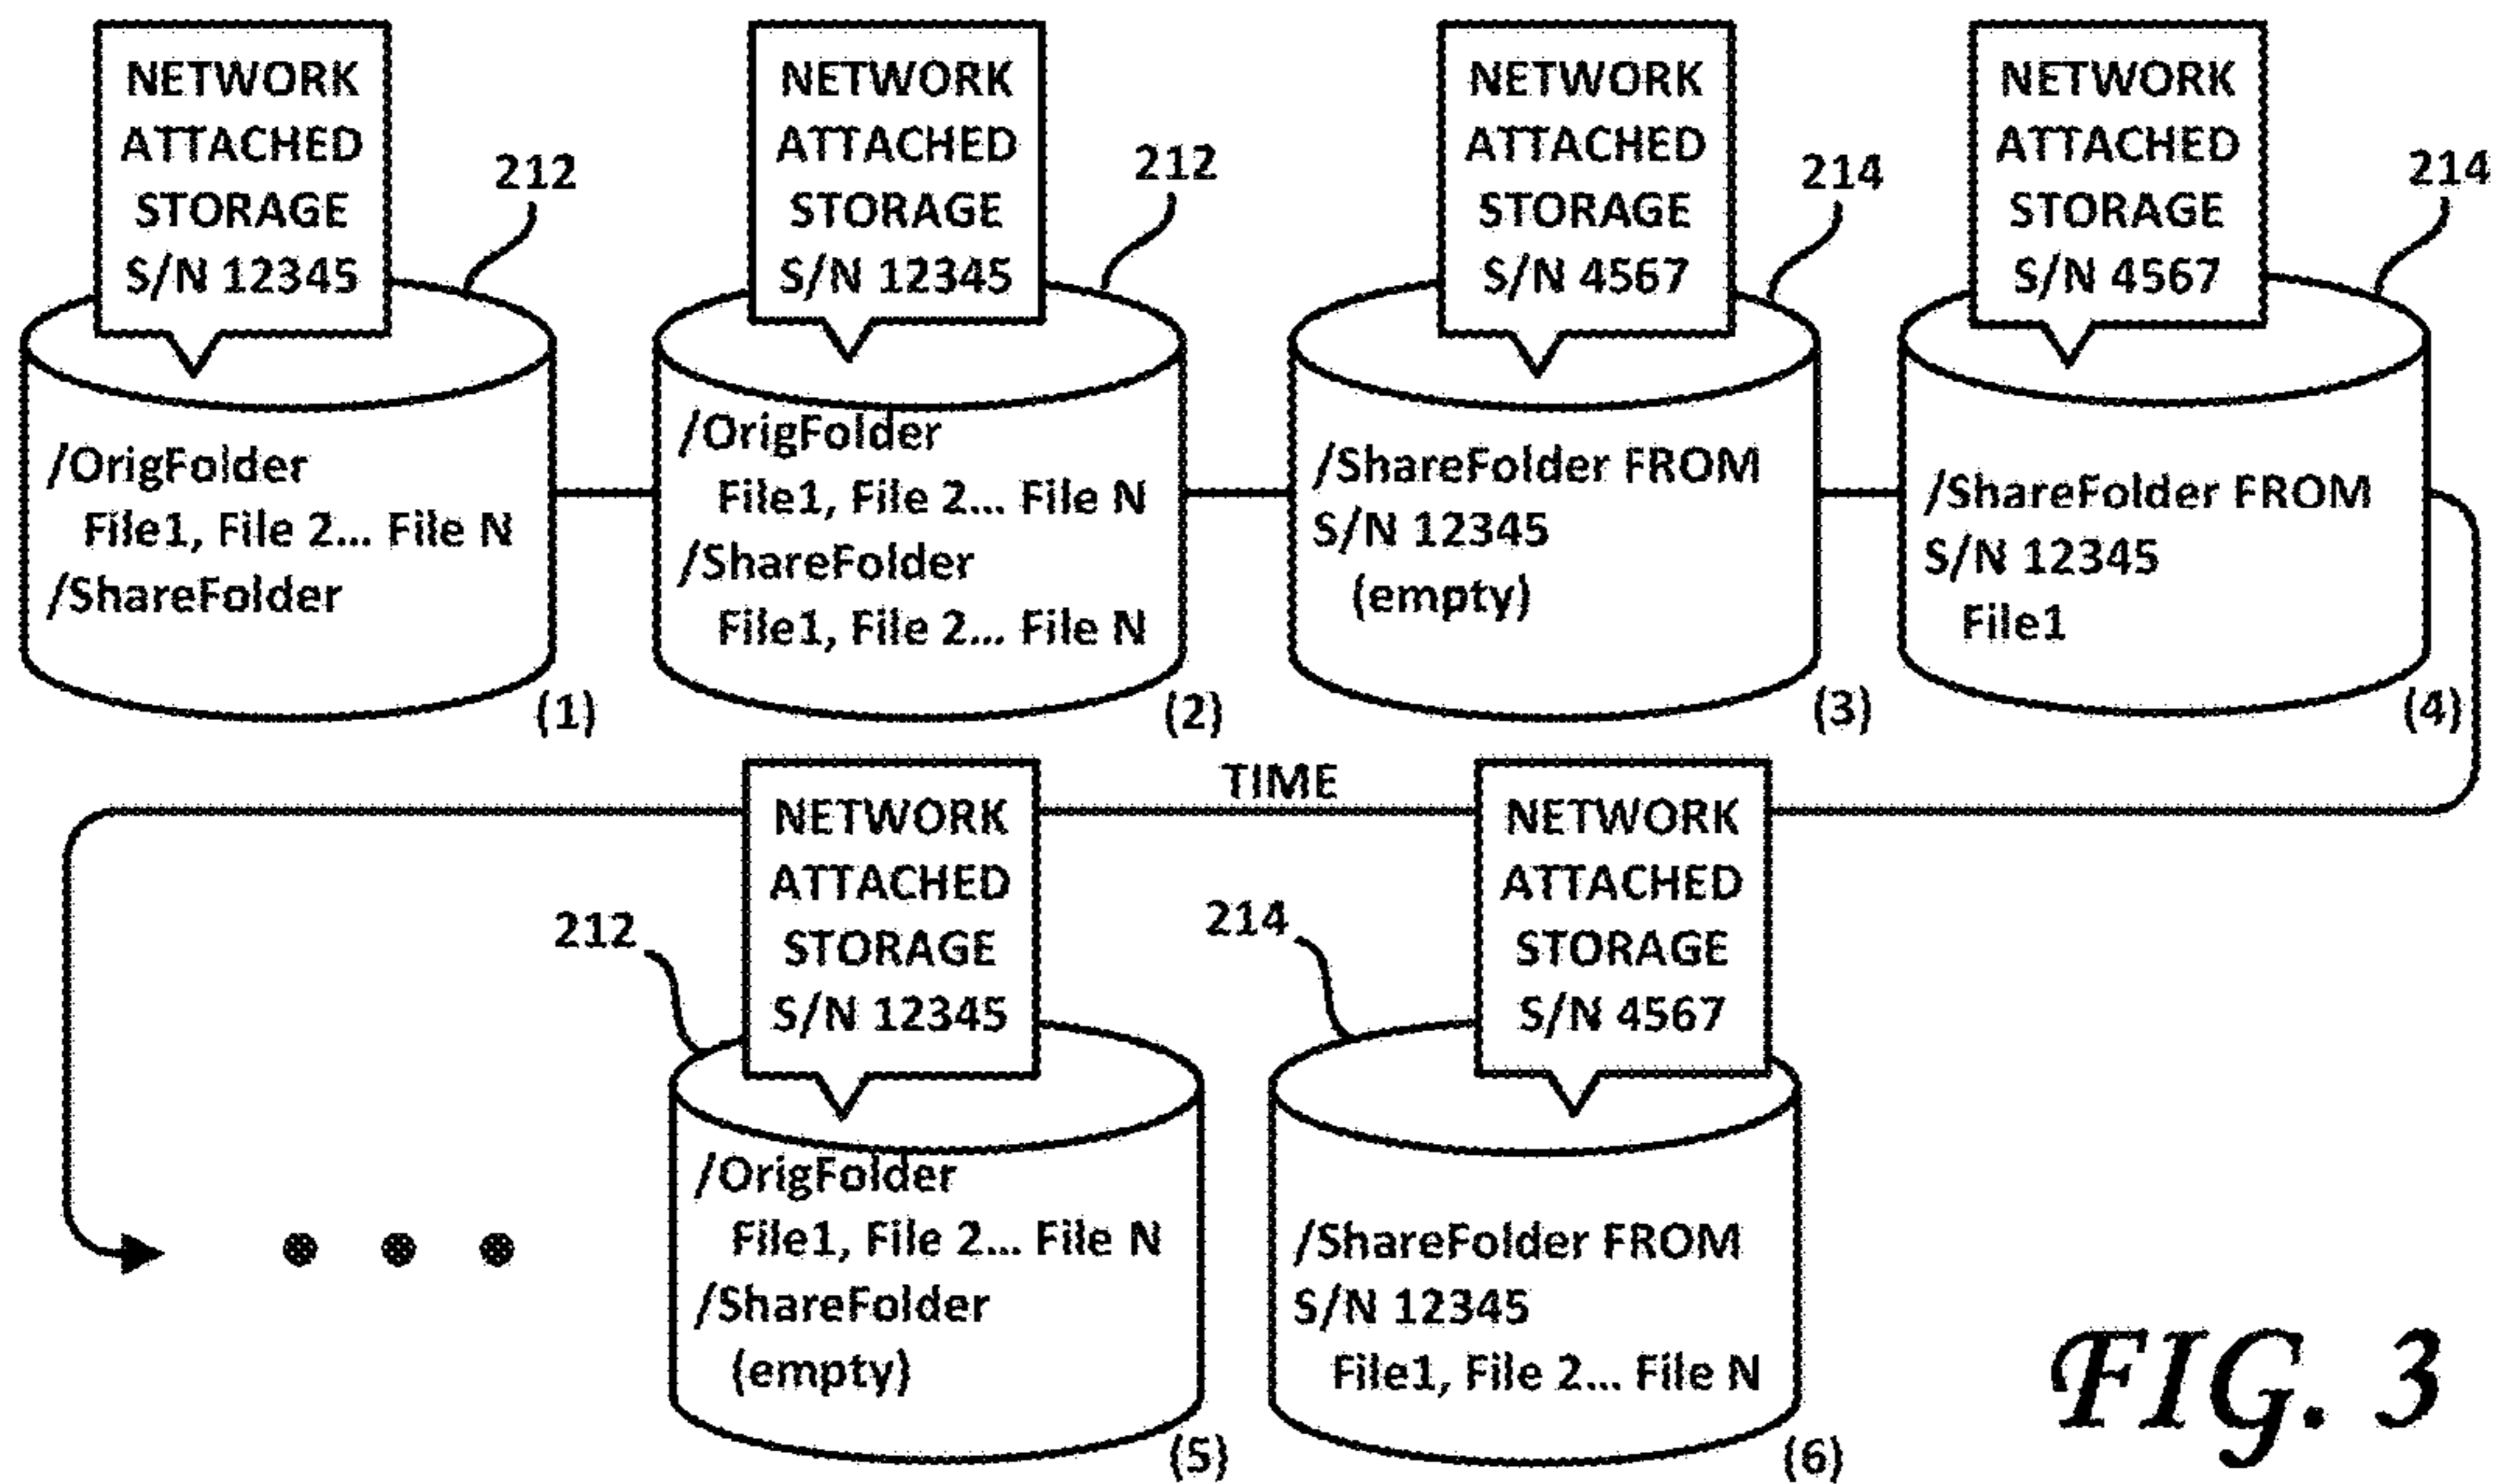 NETWORK
ATTACHED
STORAGE
S/N 12345
212
/OrigFolder
File1, File 2... File N
/ShareFolder
(1)
NETWORK
ATTACHED
STORAGE
S/N 12345
212
/OrigFolder
File1, File 2... File N
/ShareFolder
File1, File 2... File N
(2)
NETWORK
ATTACHED
STORAGE
S/N 4567
214
/ShareFolder FROM
S/N 12345
(empty)
(3)
NETWORK
ATTACHED
STORAGE
S/N 4567
214
/ShareFolder FROM
S/N 12345
File1
(4)
TIME
NETWORK
ATTACHED
STORAGE
S/N 12345
212
/OrigFolder
File1, File 2... File N
/ShareFolder
(empty)
(5)
NETWORK
ATTACHED
STORAGE
S/N 4567
214
/ShareFolder FROM
S/N 12345
File1, File 2... File N
(6)
FIG. 3